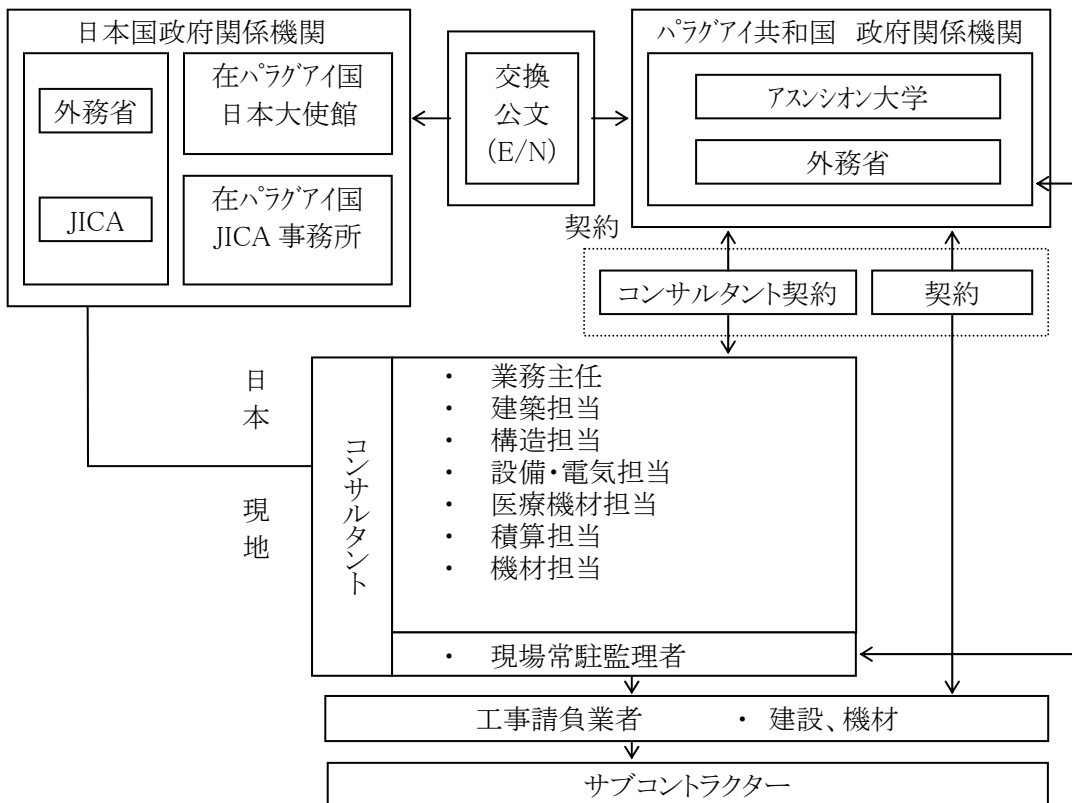 日本国政府関係機関
外務省
JICA
在パラグアイ国
日本大使館
在パラグアイ国
JICA 事務所
交換
公文
(E/N)
パラグアイ共和国　政府関係機関
アスンシオン大学
外務省
契約
コンサルタント契約
契約
日本
現地
コンサルタント
・ 業務主任
・ 建築担当
・ 構造担当
・ 設備・電気担当
・ 医療機材担当
・ 積算担当
・ 機材担当
・ 現場常駐監理者
工事請負業者　・ 建設、機材
サブコントラクター